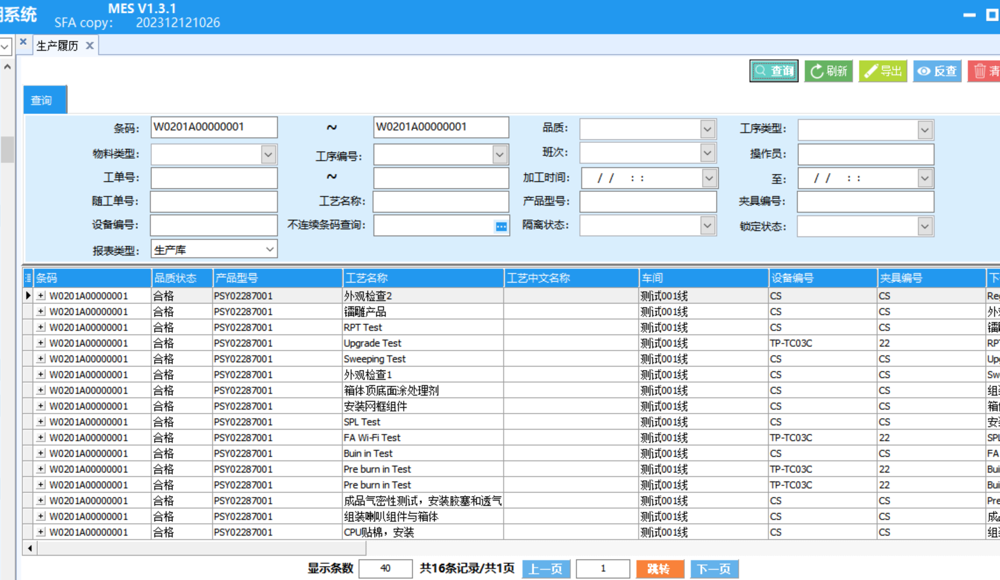 期系统
MES V1.3.1
SFA copy: 202312121026
生产履历
查询 刷新 导出 反查 清
查询
条码: W0201A00000001 ~ W0201A00000001 品质: 工序类型:
物料类型: 工序编号: 班次: 操作员:
工单号: ~ 加工时间: / / : : 至: / / : :
随工单号: 工艺名称: 产品型号: 夹具编号:
设备编号: 不连续条码查询: ... 隔离状态: 锁定状态:
报表类型: 生产库
条码 品质状态 产品型号 工艺名称 工艺中文名称 车间 设备编号 夹具编号 下
W0201A00000001 合格 PSY02287001 外观检查2 测试001线 CS CS Reg
W0201A00000001 合格 PSY02287001 镭雕产品 测试001线 CS CS 外观
W0201A00000001 合格 PSY02287001 RPT Test 测试001线 CS CS 镭雕
W0201A00000001 合格 PSY02287001 Upgrade Test 测试001线 TP-TC03C 22 RPT
W0201A00000001 合格 PSY02287001 Sweeping Test 测试001线 CS CS Upg
W0201A00000001 合格 PSY02287001 外观检查1 测试001线 CS CS Swe
W0201A00000001 合格 PSY02287001 箱体顶底面涂处理剂 测试001线 CS CS 组装
W0201A00000001 合格 PSY02287001 安装网框组件 测试001线 CS CS 箱体
W0201A00000001 合格 PSY02287001 SPL Test 测试001线 CS CS 安装
W0201A00000001 合格 PSY02287001 FA Wi-Fi Test 测试001线 TP-TC03C 22 SPL
W0201A00000001 合格 PSY02287001 Buin in Test 测试001线 CS CS FA
W0201A00000001 合格 PSY02287001 Pre burn in Test 测试001线 TP-TC03C 22 Bui
W0201A00000001 合格 PSY02287001 Pre burn in Test 测试001线 TP-TC03C 22 Bui
W0201A00000001 合格 PSY02287001 成品气密性测试，安装胶塞和透气 测试001线 CS CS Pre
W0201A00000001 合格 PSY02287001 组装喇叭组件与箱体 测试001线 CS CS 成品
W0201A00000001 合格 PSY02287001 CPU贴棉，安装 测试001线 CS CS 组装
显示条数 40 共16条记录/共1页 上一页 1 跳转 下一页